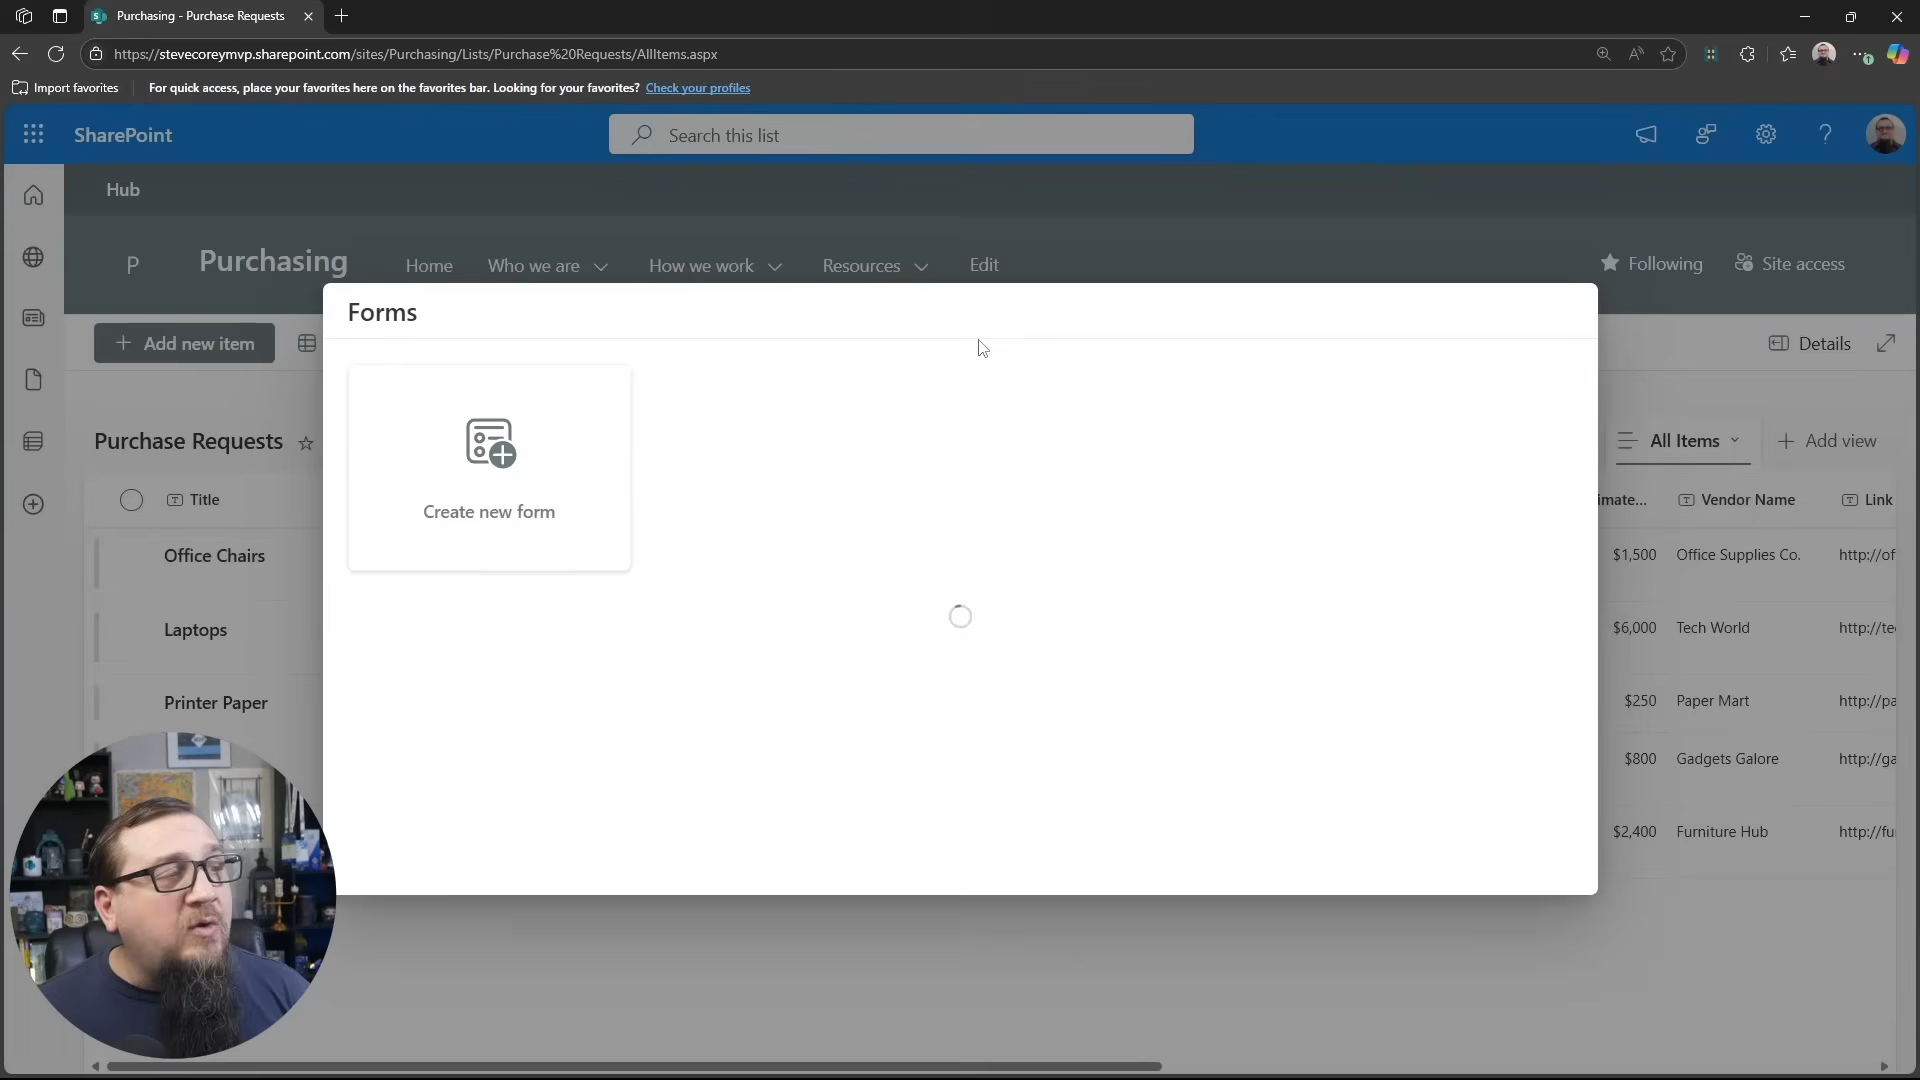 Purchasing - Purchase Requests
https://stevecoreymvp.sharepoint.com/sites/Purchasing/Lists/Purchase%20Requests/AllItems.aspx
Import favorites
For quick access, place your favorites here on the favorites bar. Looking for your favorites? Check your profiles
SharePoint
Search this list
Hub
P
Purchasing
Home
Who we are
How we work
Resources
Edit
Following
Site access
Forms
Add new item
Details
Create new form
Purchase Requests
All Items
Add view
Title
imate...
Vendor Name
Link
Office Chairs
$1,500
Office Supplies Co.
http://of
Laptops
$6,000
Tech World
http://te
Printer Paper
$250
Paper Mart
http://pa
$800
Gadgets Galore
http://ga
$2,400
Furniture Hub
http://fu